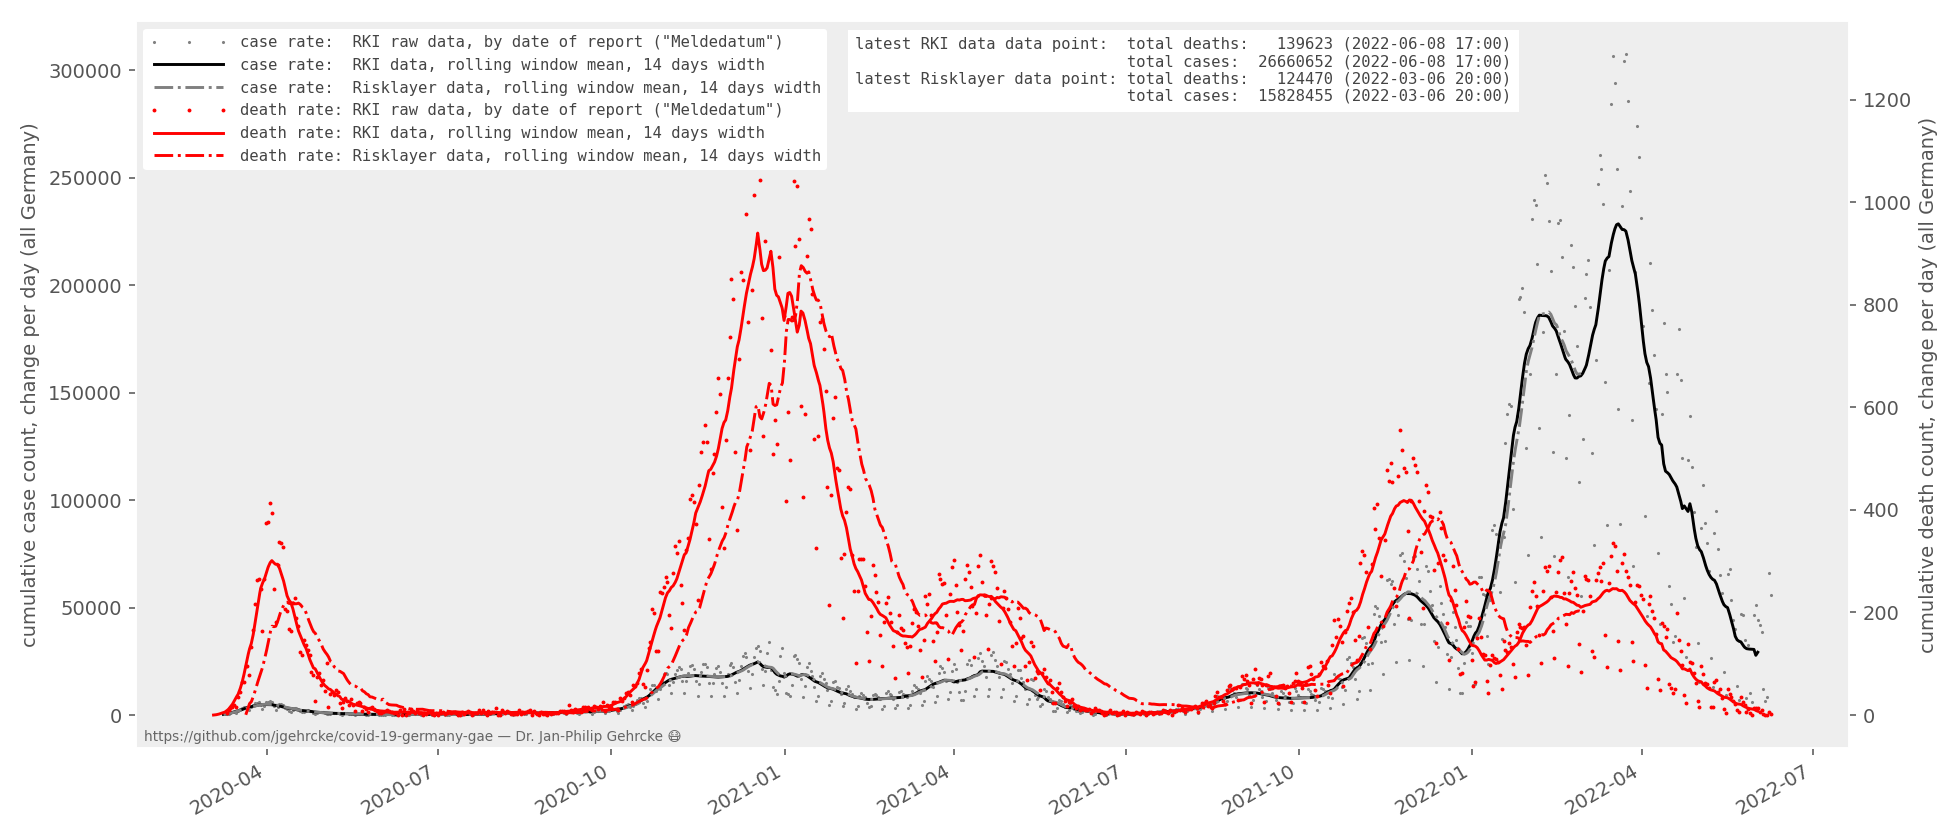 case rate:  RKI raw data, by date of report ("Meldedatum")
case rate:  RKI data, rolling window mean, 14 days width
case rate:  Risklayer data, rolling window mean, 14 days width
death rate: RKI raw data, by date of report ("Meldedatum")
death rate: RKI data, rolling window mean, 14 days width
death rate: Risklayer data, rolling window mean, 14 days width
latest RKI data data point:  total deaths:   139623 (2022-06-08 17:00)
total cases:  26660652 (2022-06-08 17:00)
latest Risklayer data point: total deaths:   124470 (2022-03-06 20:00)
total cases:  15828455 (2022-03-06 20:00)
cumulative case count, change per day (all Germany)
300000
250000
200000
150000
100000
50000
0
1200
1000
800
600
400
200
0
cumulative death count, change per day (all Germany)
https://github.com/jgehrcke/covid-19-germany-gae — Dr. Jan-Philip Gehrcke 😷
2020-04
2020-07
2020-10
2021-01
2021-04
2021-07
2021-10
2022-01
2022-04
2022-07